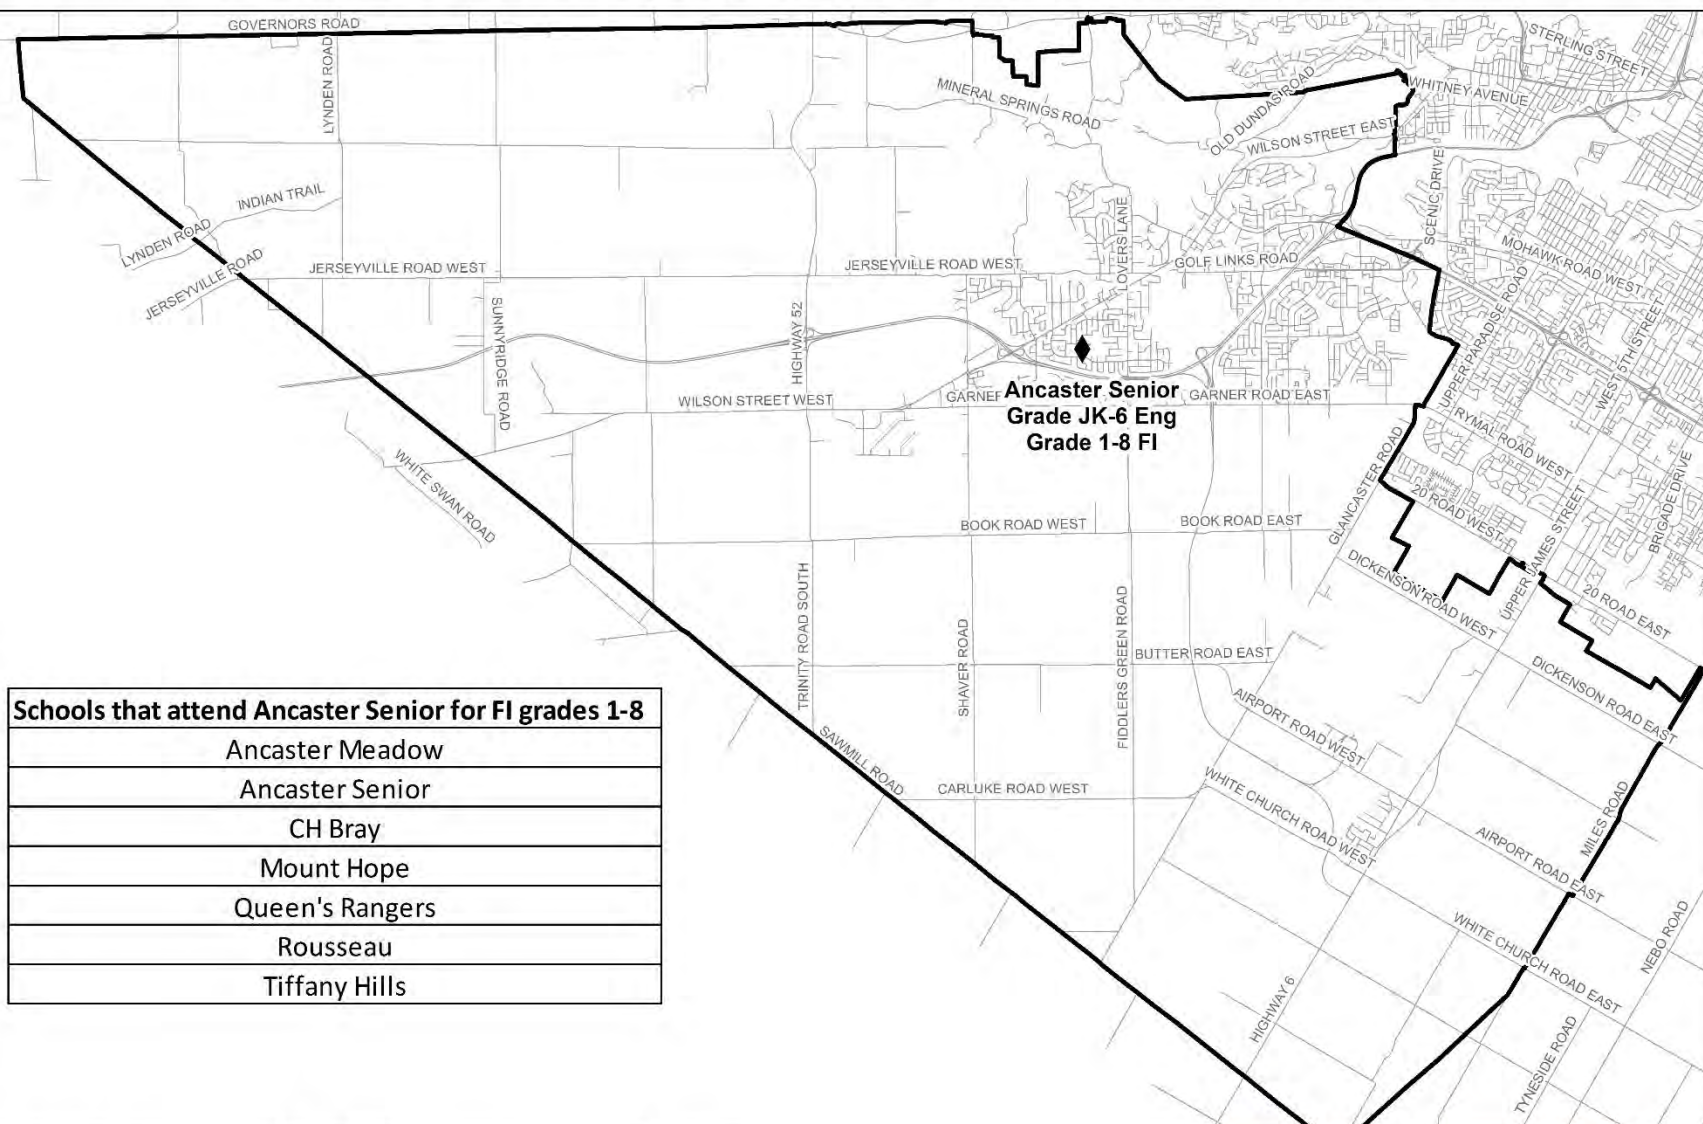 GOVERNORS ROAD
STERLING STREET
LYNDEN ROAD
MINERAL SPRINGS ROAD
OLD DUNDAS ROAD
WHITNEY AVENUE
WILSON STREET EAST
SCENIC DRIVE
INDIAN TRAIL
LYNDEN ROAD
JERSEYVILLE ROAD
JERSEYVILLE ROAD WEST
JERSEYVILLE ROAD WEST
LOVERS LANE
GOLF LINKS ROAD
MOHAWK ROAD WEST
SUNNYRIDGE ROAD
HIGHWAY 52
UPPER PARADISE ROAD
WEST 5TH STREET
WILSON STREET WEST
GARNER
Ancaster Senior
Grade JK-6 Eng
Grade 1-8 FI
GARNER ROAD EAST
RYMAL ROAD WEST
WHITE SWAN ROAD
GLANCASTER ROAD
20 ROAD WEST
BRIGADE DRIVE
BOOK ROAD WEST
BOOK ROAD EAST
UPPER JAMES STREET
DICKENSON ROAD WEST
20 ROAD EAST
TRINITY ROAD SOUTH
SHAVER ROAD
FIDDLERS GREEN ROAD
BUTTER ROAD EAST
DICKENSON ROAD EAST
AIRPORT ROAD WEST
SAWMILL ROAD
CARLUKE ROAD WEST
WHITE CHURCH ROAD WEST
MILES ROAD
AIRPORT ROAD EAST
WHITE CHURCH ROAD EAST
NEBO ROAD
HIGHWAY 6
TYNESIDE ROAD
Schools that attend Ancaster Senior for FI grades 1-8
Ancaster Meadow
Ancaster Senior
CH Bray
Mount Hope
Queen's Rangers
Rousseau
Tiffany Hills